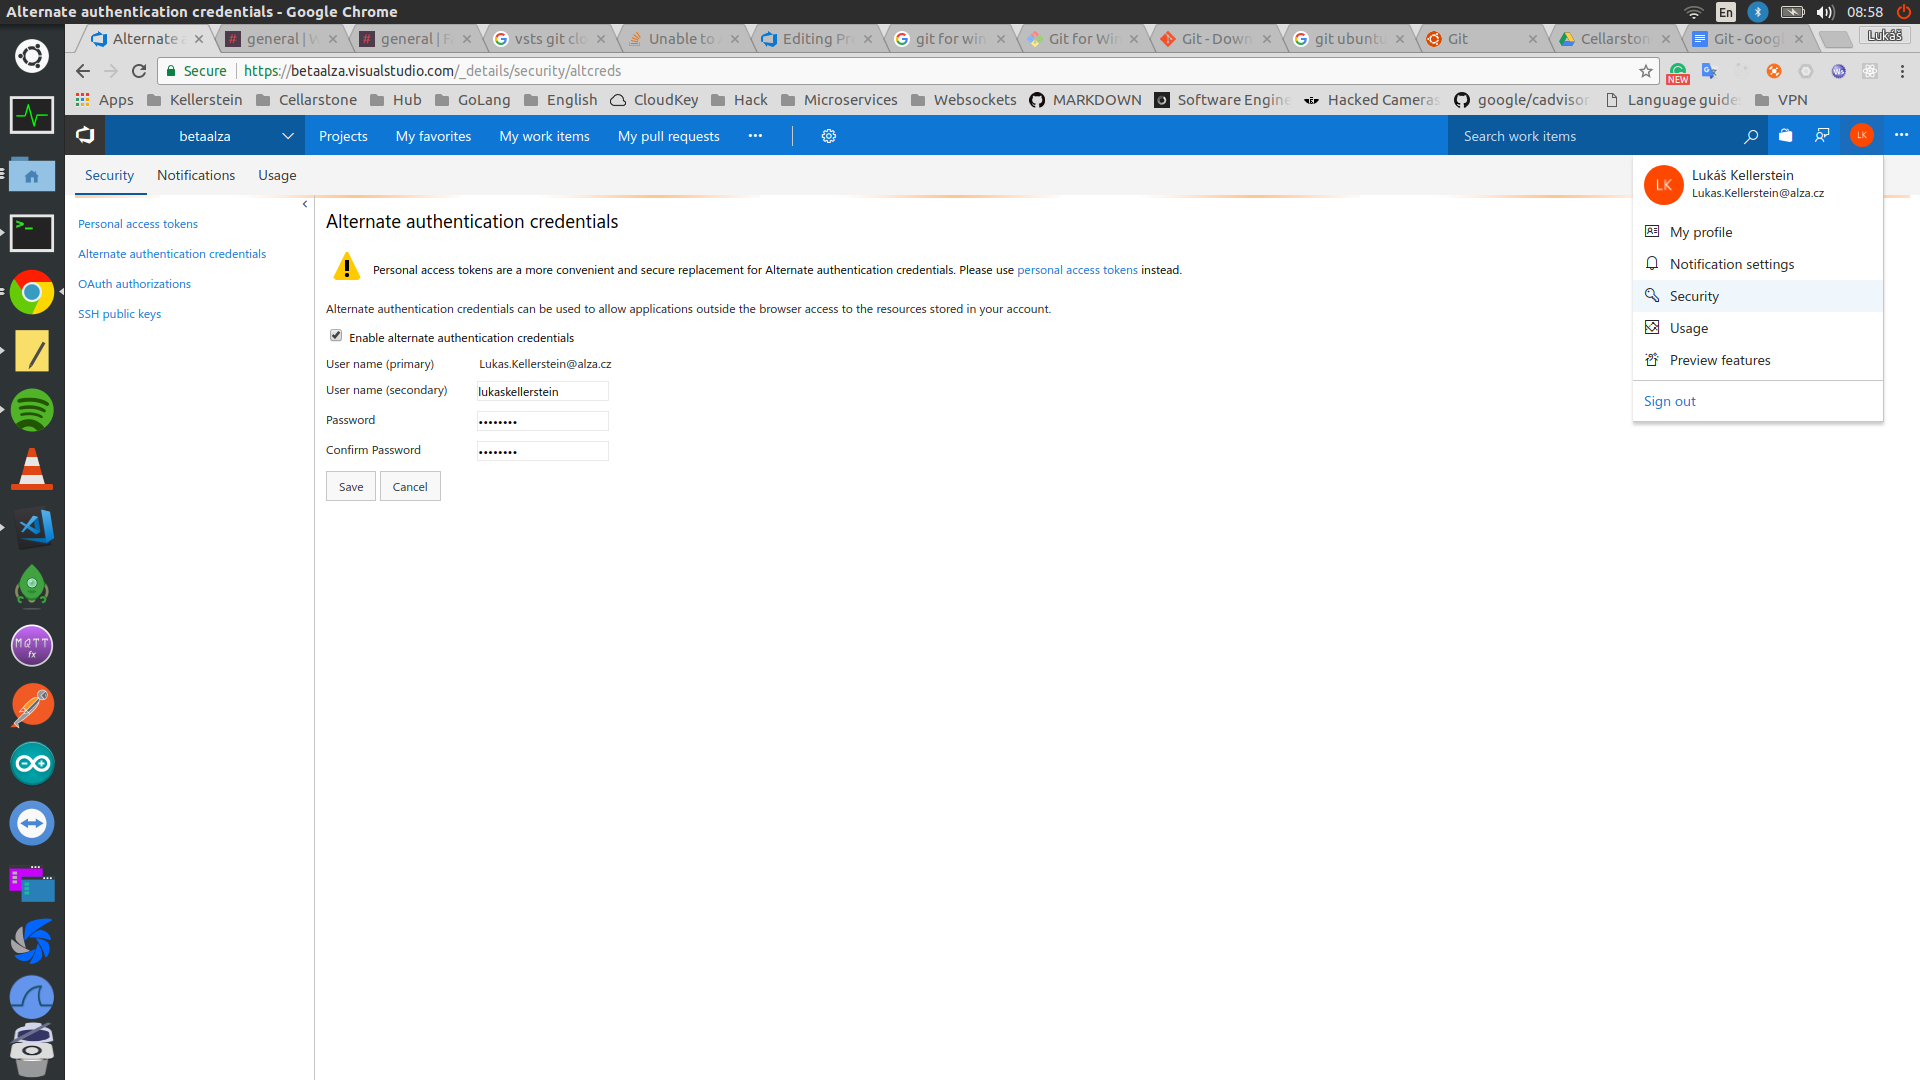 Alternate authentication credentials - Google Chrome
En
08:58
Alternate a
general | W
general | F
vsts git clo
Unable to
Editing Pr
git for win
Git for Win
Git - Down
git ubuntu
Git
Cellarston
Git - Googl
Lukáš
Secure
https://betaalza.visualstudio.com/_details/security/altcreds
NEW
Apps
Kellerstein
Cellarstone
Hub
GoLang
English
CloudKey
Hack
Microservices
Websockets
MARKDOWN
Software Engine
Hacked Cameras
google/cadvisor
Language guide
VPN
betaalza
Projects
My favorites
My work items
My pull requests
Search work items
LK
Security
Notifications
Usage
LK
Lukáš Kellerstein
Lukas.Kellerstein@alza.cz
My profile
Notification settings
Security
Usage
Preview features
Sign out
Personal access tokens
Alternate authentication credentials
OAuth authorizations
SSH public keys
Alternate authentication credentials
Personal access tokens are a more convenient and secure replacement for Alternate authentication credentials. Please use personal access tokens instead.
Alternate authentication credentials can be used to allow applications outside the browser access to the resources stored in your account.
Enable alternate authentication credentials
User name (primary)
Lukas.Kellerstein@alza.cz
User name (secondary)
lukaskellerstein
Password
••••••••
Confirm Password
••••••••
Save
Cancel
MQTT
fx